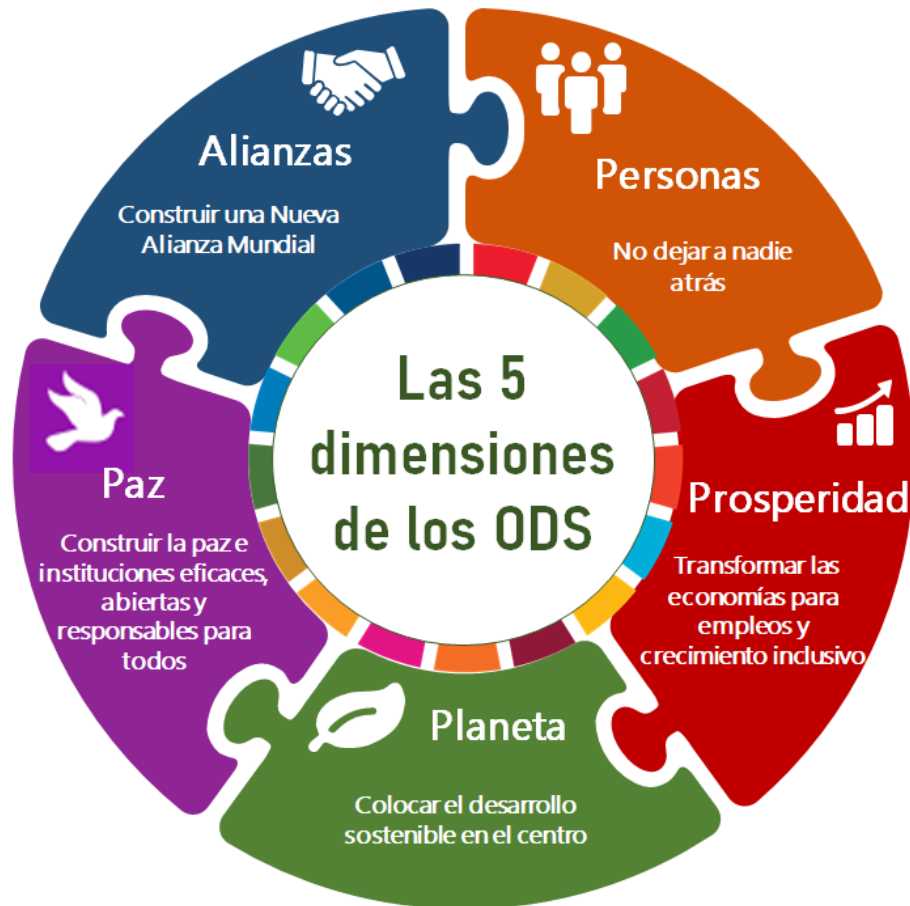 Las 5
dimensiones
de los ODS
Alianzas
Construir una Nueva
Alianza Mundial
Personas
No dejar a nadie
atrás
Prosperidad
Transformar las
economías para
empleos y
crecimiento inclusivo
Planeta
Colocar el desarrollo
sostenible en el centro
Paz
Construir la paz e
instituciones eficaces,
abiertas y
responsables para
todos